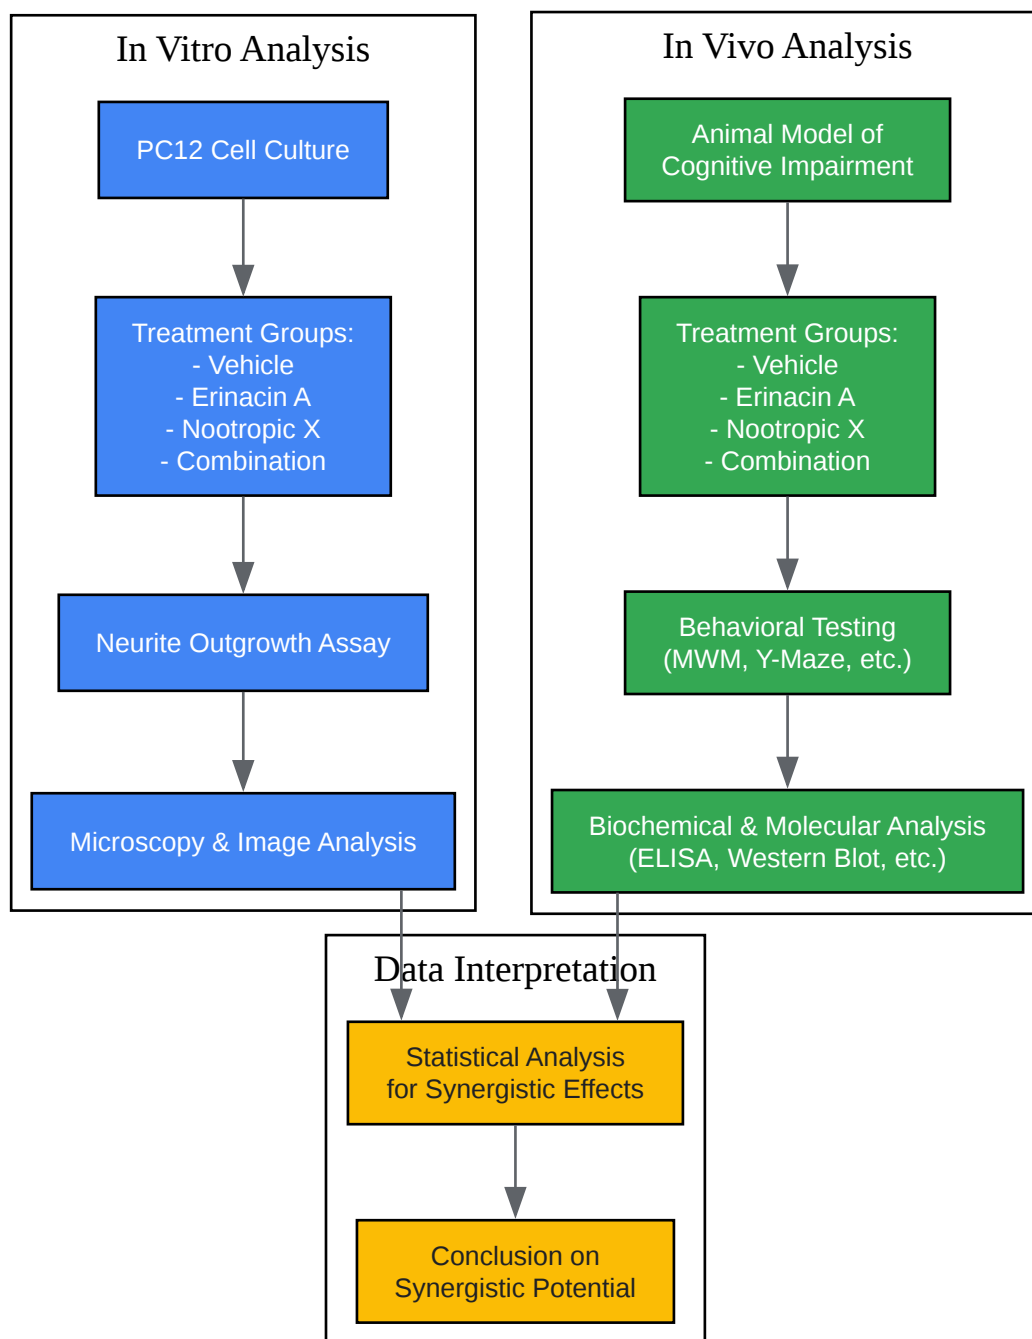 In Vitro Analysis
PC12 Cell Culture
Treatment Groups:
- Vehicle
- Erinacin A
- Nootropic X
- Combination
Neurite Outgrowth Assay
Microscopy & Image Analysis
In Vivo Analysis
Animal Model of
Cognitive Impairment
Treatment Groups:
- Vehicle
- Erinacin A
- Nootropic X
- Combination
Behavioral Testing
(MWM, Y-Maze, etc.)
Biochemical & Molecular Analysis
(ELISA, Western Blot, etc.)
Data Interpretation
Statistical Analysis
for Synergistic Effects
Conclusion on
Synergistic Potential